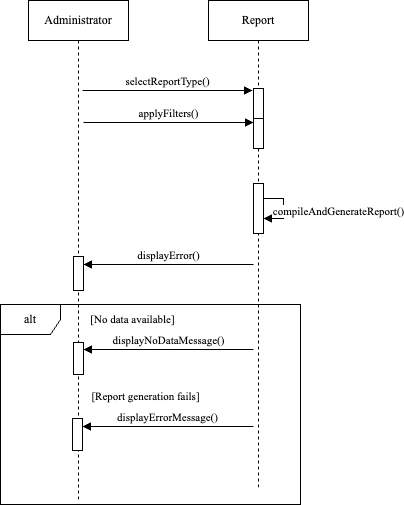 Administrator
Report
selectReportType()
applyFilters()
compileAndGenerateReport()
displayError()
alt
[No data available]
displayNoDataMessage()
[Report generation fails]
displayErrorMessage()